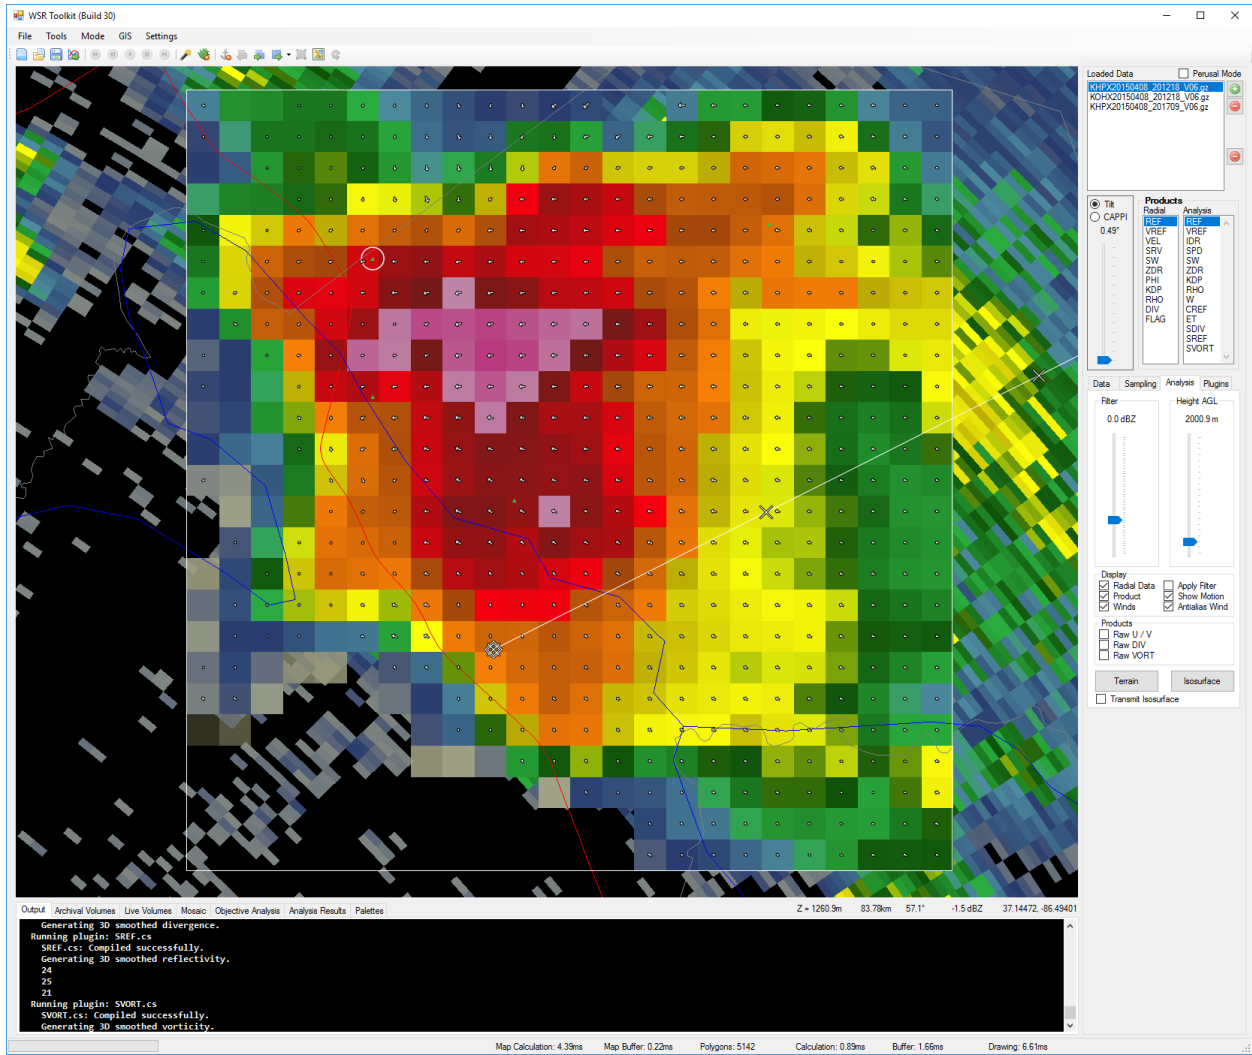 WSR Toolkit (Build 30)
File Tools Mode GIS Settings
Loaded Data Perusal Mode
KHPX20150408_201218_V06.gz
KOHX20150408_201218_V06.gz
KHPX20150408_201709_V06.gz
Tilt
CAPPI
0.49°
Products
Radial Analysis
REF REF
VREF VREF
VEL IDR
SRV SPD
SW SW
ZDR ZDR
PHI KDP
KDP RHO
RHO W
DIV CREF
FLAG ET
SDIV
SREF
SVORT
Data Sampling Analysis Plugins
Filter Height AGL
0.0 dBZ 2000.9 m
Display
Radial Data Apply Filter
Product Show Motion
Winds Antialias Wind
Products
Raw U / V
Raw DIV
Raw VORT
Terrain Isosurface
Transmit Isosurface
Output Archival Volumes Live Volumes Mosaic Objective Analysis Analysis Results Palettes Z = 1260.9m 83.78km 57.1° -1.5 dBZ 37.14472, -86.49401
Generating 3D smoothed divergence.
Running plugin: SREF.cs
SREF.cs: Compiled successfully.
Generating 3D smoothed reflectivity.
24
25
21
Running plugin: SVORT.cs
SVORT.cs: Compiled successfully.
Generating 3D smoothed vorticity.
Map Calculation: 4.39ms Map Buffer: 0.22ms Polygons: 5142 Calculation: 0.89ms Buffer: 1.66ms Drawing: 6.61ms